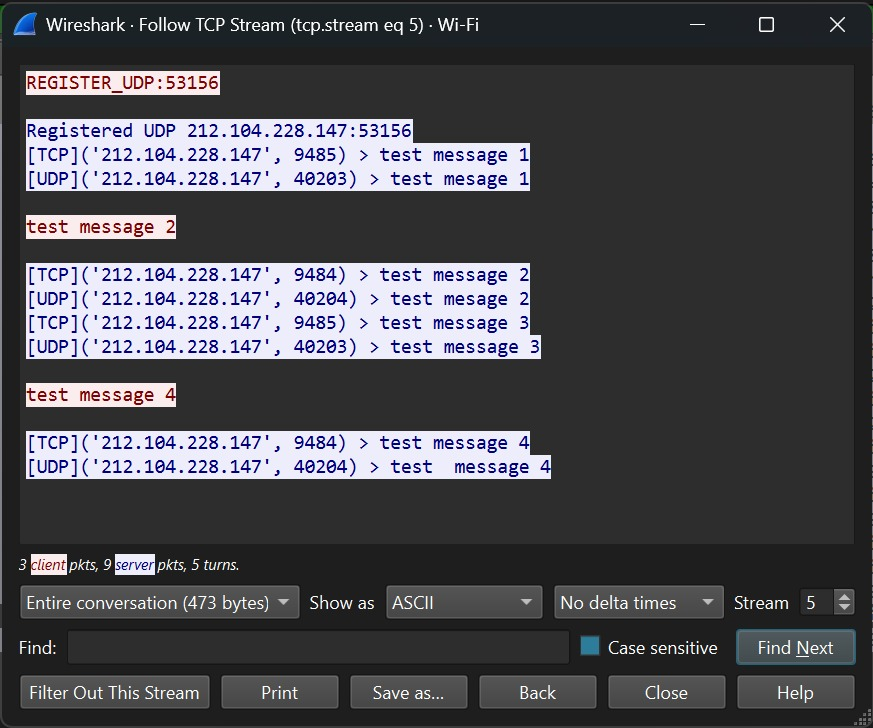 Wireshark · Follow TCP Stream (tcp.stream eq 5) · Wi-Fi
REGISTER_UDP:53156
Registered UDP 212.104.228.147:53156
[TCP]('212.104.228.147', 9485) > test message 1
[UDP]('212.104.228.147', 40203) > test mesage 1
test message 2
[TCP]('212.104.228.147', 9484) > test message 2
[UDP]('212.104.228.147', 40204) > test mesage 2
[TCP]('212.104.228.147', 9485) > test message 3
[UDP]('212.104.228.147', 40203) > test message 3
test message 4
[TCP]('212.104.228.147', 9484) > test message 4
[UDP]('212.104.228.147', 40204) > test  message 4
3 client pkts, 9 server pkts, 5 turns.
Entire conversation (473 bytes) Show as ASCII No delta times Stream 5
Find: Case sensitive Find Next
Filter Out This Stream Print Save as... Back Close Help